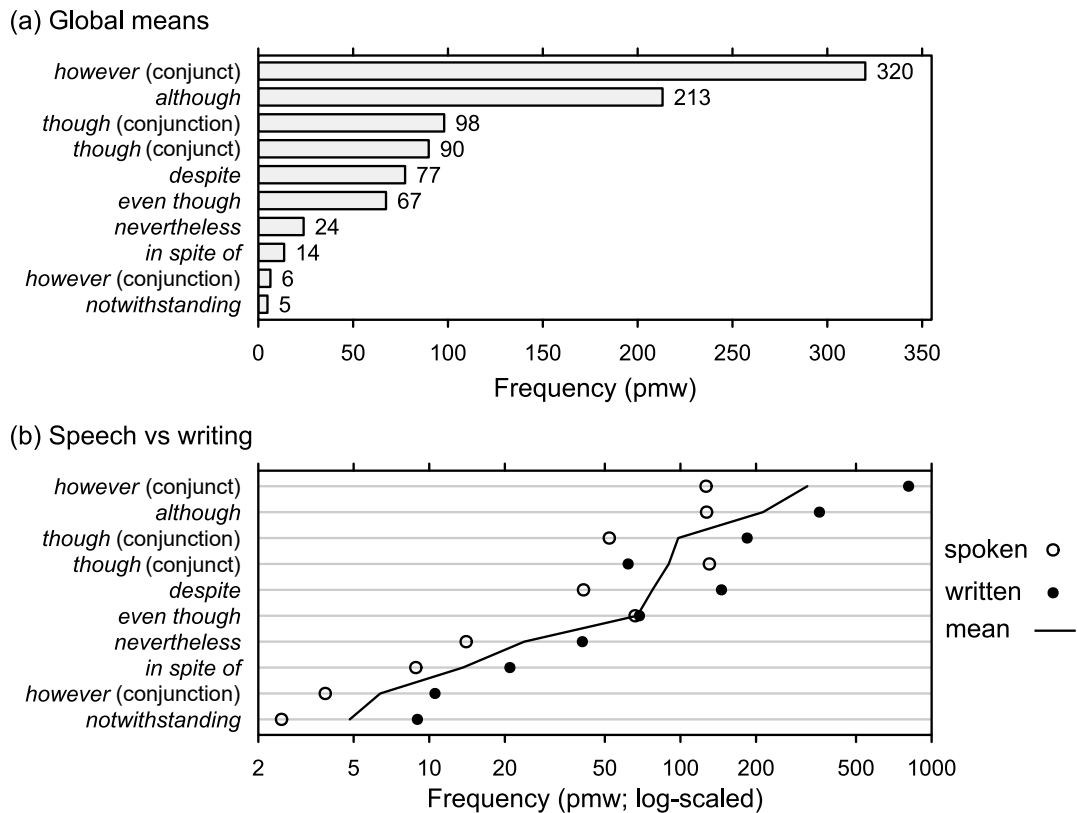 (a) Global means
however (conjunct) 320
although 213
though (conjunction) 98
though (conjunct) 90
despite 77
even though 67
nevertheless 24
in spite of 14
however (conjunction) 6
notwithstanding 5
0 50 100 150 200 250 300 350
Frequency (pmw)
(b) Speech vs writing
however (conjunct)
although
though (conjunction)
though (conjunct)
despite
even though
nevertheless
in spite of
however (conjunction)
notwithstanding
spoken
written
mean
2 5 10 20 50 100 200 500 1000
Frequency (pmw; log-scaled)